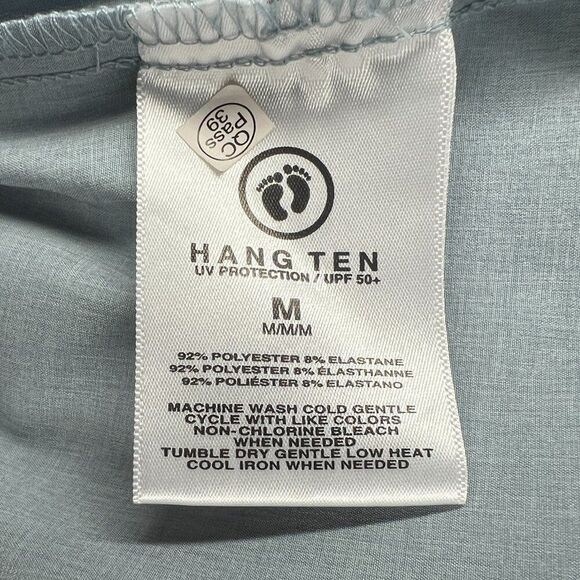 QC
Pass
39
HANG TEN
UV PROTECTION / UPF 50+
M
M/M/M
92% POLYESTER 8% ELASTANE
92% POLYESTER 8% ÉLASTHANNE
92% POLIÉSTER 8% ELASTANO
MACHINE WASH COLD GENTLE
CYCLE WITH LIKE COLORS
NON-CHLORINE BLEACH
WHEN NEEDED
TUMBLE DRY GENTLE LOW HEAT
COOL IRON WHEN NEEDED